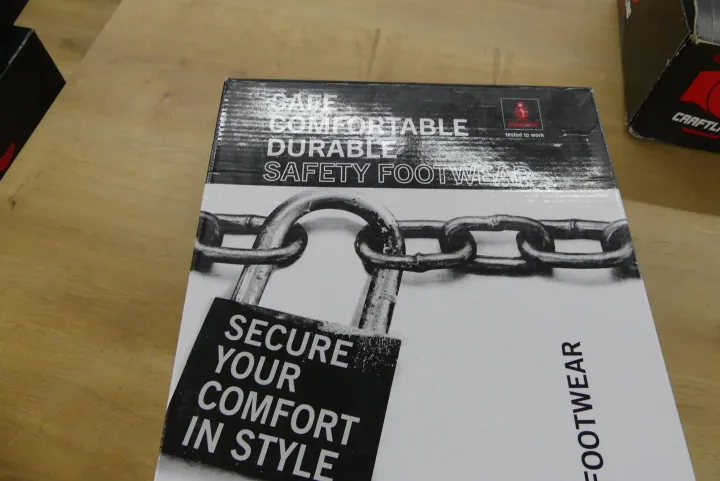 SAFE
COMFORTABLE
DURABLE
SAFETY FOOTWEAR
tested to work
SECURE
YOUR
COMFORT
IN STYLE
FOOTWEAR